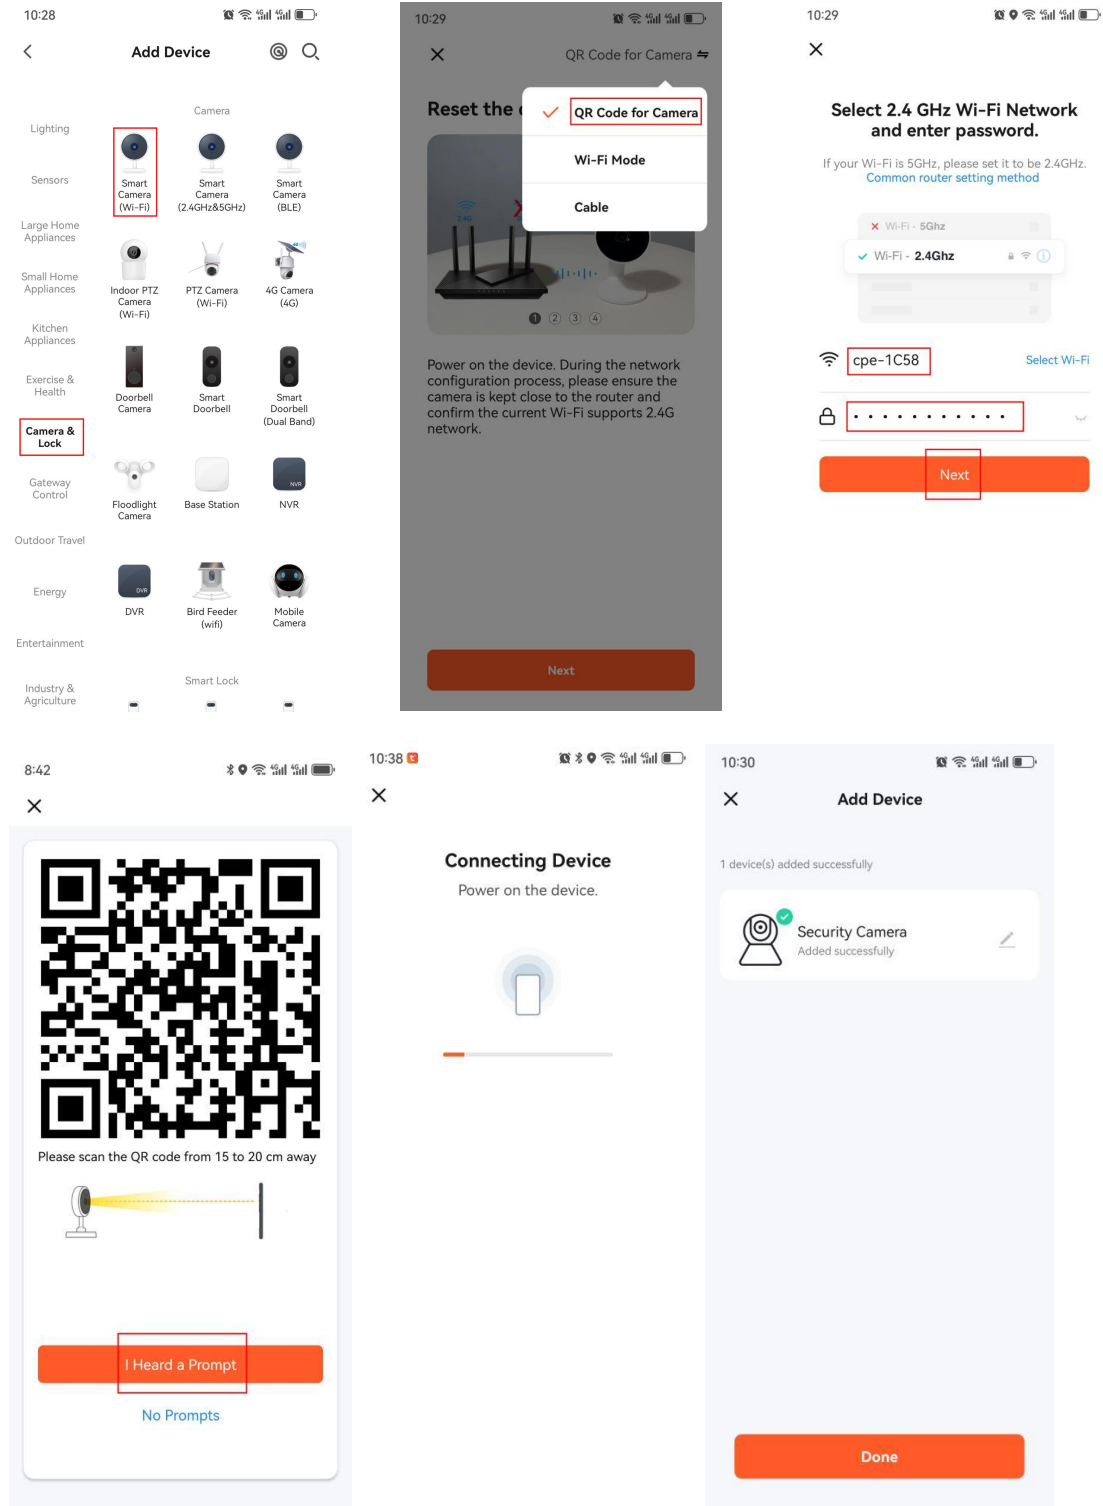 10:28
Add Device
Camera
Lighting
Sensors
Large Home
Appliances
Small Home
Appliances
Kitchen
Appliances
Exercise &
Health
Camera &
Lock
Gateway
Control
Outdoor Travel
Energy
Entertainment
Industry &
Agriculture
Smart
Camera
(Wi-Fi)
Smart
Camera
(2.4GHz&5GHz)
Smart
Camera
(BLE)
Indoor PTZ
Camera
(Wi-Fi)
PTZ Camera
(Wi-Fi)
4G Camera
(4G)
Doorbell
Camera
Smart
Doorbell
Smart
Doorbell
(Dual Band)
Floodlight
Camera
Base Station
NVR
NVR
DVR
DVR
Bird Feeder
(wifi)
Mobile
Camera
Smart Lock
10:29
QR Code for Camera
Reset the
QR Code for Camera
Wi-Fi Mode
Cable
2.4G
1 2 3 4
Power on the device. During the network
configuration process, please ensure the
camera is kept close to the router and
confirm the current Wi-Fi supports 2.4G
network.
Next
10:29
Select 2.4 GHz Wi-Fi Network
and enter password.
If your Wi-Fi is 5GHz, please set it to be 2.4GHz.
Common router setting method
Wi-Fi - 5Ghz
Wi-Fi - 2.4Ghz
cpe-1C58
Select Wi-Fi
Next
8:42
Please scan the QR code from 15 to 20 cm away
I Heard a Prompt
No Prompts
10:38
Connecting Device
Power on the device.
10:30
Add Device
1 device(s) added successfully
Security Camera
Added successfully
Done